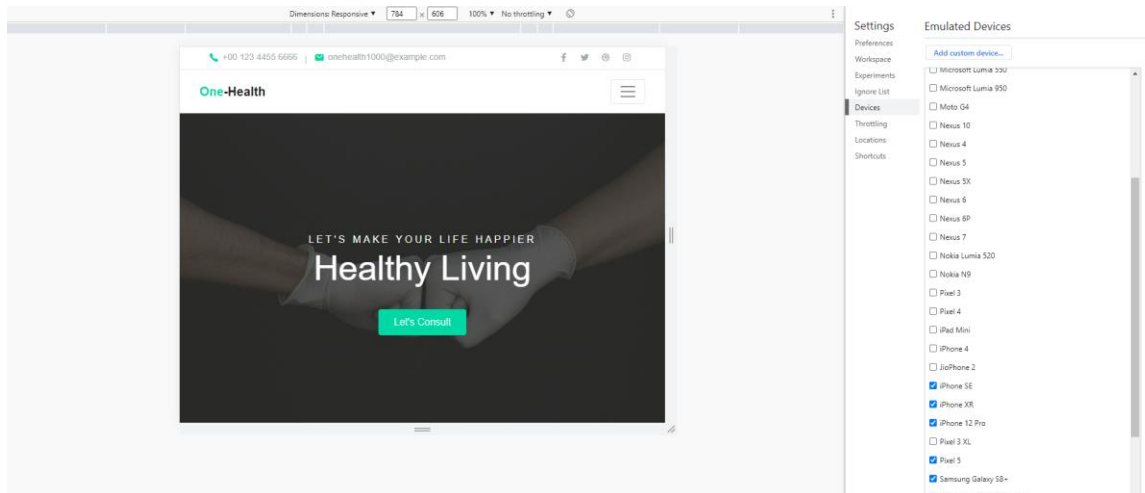 Dimensions: Responsive ▼ 784 x 606 100% ▼ No throttling ▼
+00 123 4455 6666 | onehealth1000@example.com
One-Health
LET'S MAKE YOUR LIFE HAPPIER
Healthy Living
Let's Consult
Settings
Preferences
Workspace
Experiments
Ignore List
Devices
Throttling
Locations
Shortcuts
Emulated Devices
Add custom device...
Microsoft Lumia 550
Microsoft Lumia 950
Moto G4
Nexus 10
Nexus 4
Nexus 5
Nexus 5X
Nexus 6
Nexus 6P
Nexus 7
Nokia Lumia 520
Nokia N9
Pixel 3
Pixel 4
iPad Mini
iPhone 4
JioPhone 2
iPhone SE
iPhone XR
iPhone 12 Pro
Pixel 3 XL
Pixel 5
Samsung Galaxy S8+